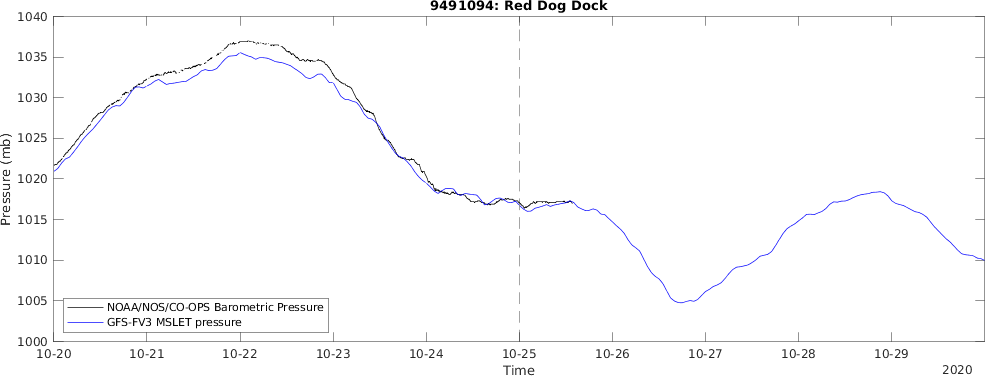 9491094: Red Dog Dock
1040
1035
1030
1025
1020
1015
1010
1005
1000
Pressure (mb)
NOAA/NOS/CO-OPS Barometric Pressure
GFS-FV3 MSLET pressure
10-20 10-21 10-22 10-23 10-24 10-25 10-26 10-27 10-28 10-29
Time
2020